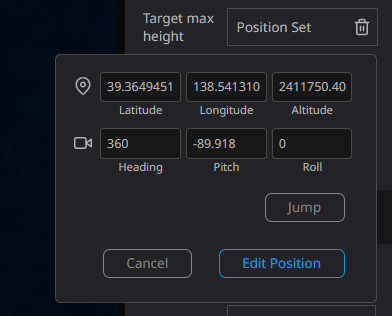 Target max
height
Position Set
39.3649451 138.541310 2411750.40
Latitude Longitude Altitude
360 -89.918 0
Heading Pitch Roll
Jump
Cancel Edit Position